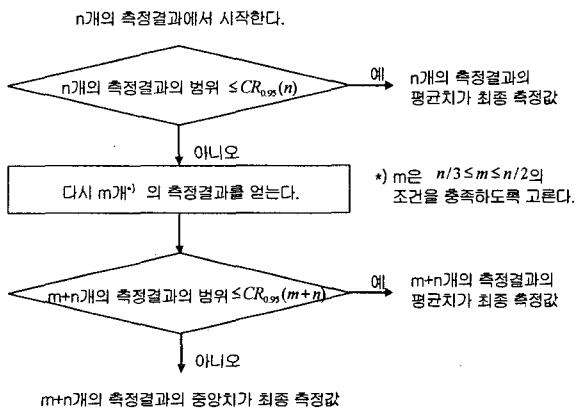 n개의 측정결과에서 시작한다.
n개의 측정결과의 범위 ≤CR₀.₉₅(n)
예
n개의 측정결과의
평균치가 최종 측정값
아니오
다시 m개*) 의 측정결과를 얻는다.
*) m은 n/3≤m≤n/2의
조건을 충족하도록 고른다.
m+n개의 측정결과의 범위≤CR₀.₉₅(m+n)
예
m+n개의 측정결과의
평균치가 최종 측정값
아니오
m+n개의 측정결과의 중앙치가 최종 측정값